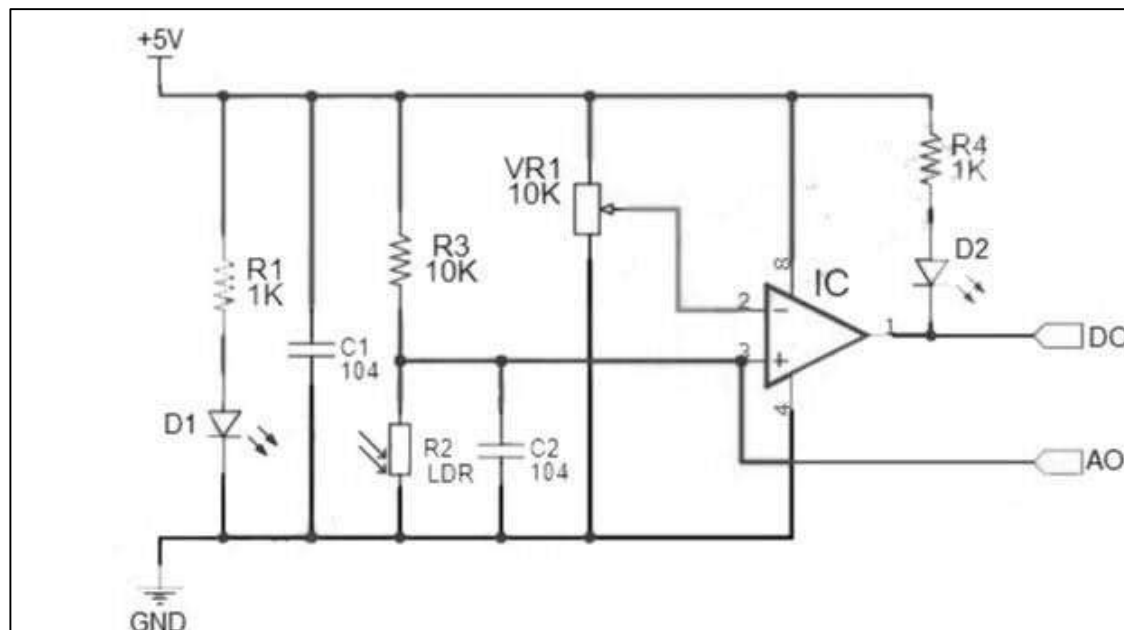 +5V
R1
1K
D1
C1
104
R3
10K
R2
LDR
C2
104
VR1
10K
2
-
3
+
8
IC
4
1
R4
1K
D2
DO
AO
GND